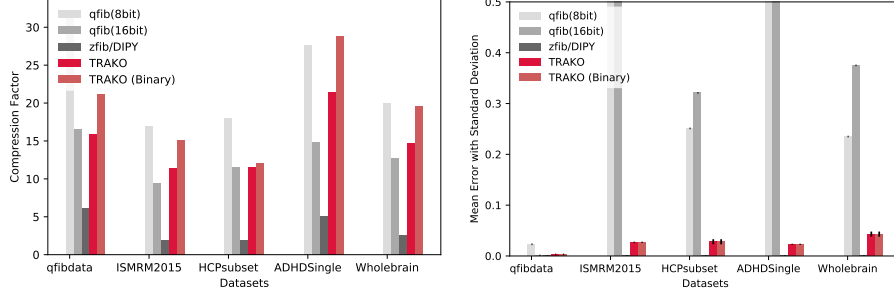 Compression Factor
30
25
20
15
10
5
0
qfib(8bit)
qfib(16bit)
zfib/DIPY
TRAKO
TRAKO (Binary)
qfibdata
ISMRM2015
HCPsubset
ADHDSingle
Wholebrain
Datasets
Mean Error with Standard Deviation
0.5
0.4
0.3
0.2
0.1
0.0
qfib(8bit)
qfib(16bit)
zfib/DIPY
TRAKO
TRAKO (Binary)
qfibdata
ISMRM2015
HCPsubset
ADHDSingle
Wholebrain
Datasets